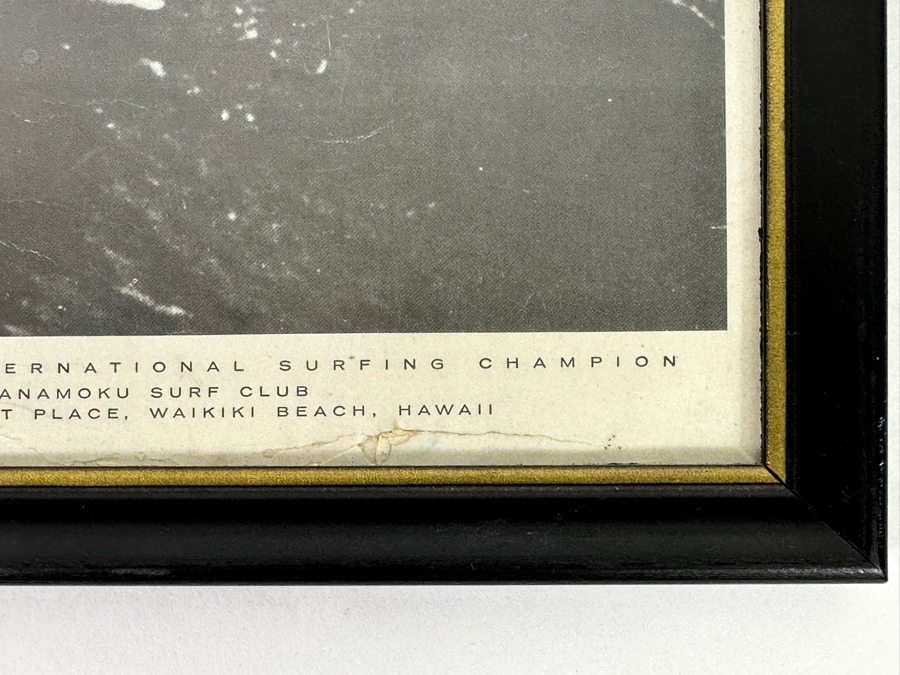 ERNATIONAL SURFING CHAMPION
ANAMOKU SURF CLUB
T PLACE, WAIKIKI BEACH, HAWAII